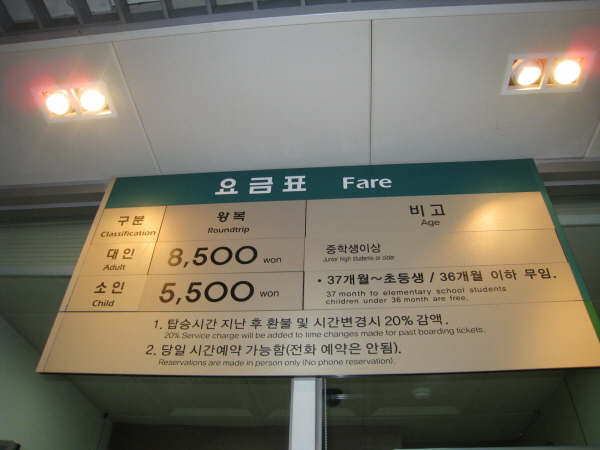 요금표 Fare
구분 왕복 비고
Classification Roundtrip Age
대인 8,500 won 중학생이상
Adult Junior high students or older
소인 5,500 won • 37개월~초등생 / 36개월 이하 무임.
Child 37 month to elementary school students
children under 36 month are free.
1. 탑승시간 지난 후 환불 및 시간변경시 20% 감액.
20% Service charge will be added to time changes made for past boarding tickets.
2. 당일 시간예약 가능함(전화 예약은 안됨).
Reservations are made in person only (No phone reservation).